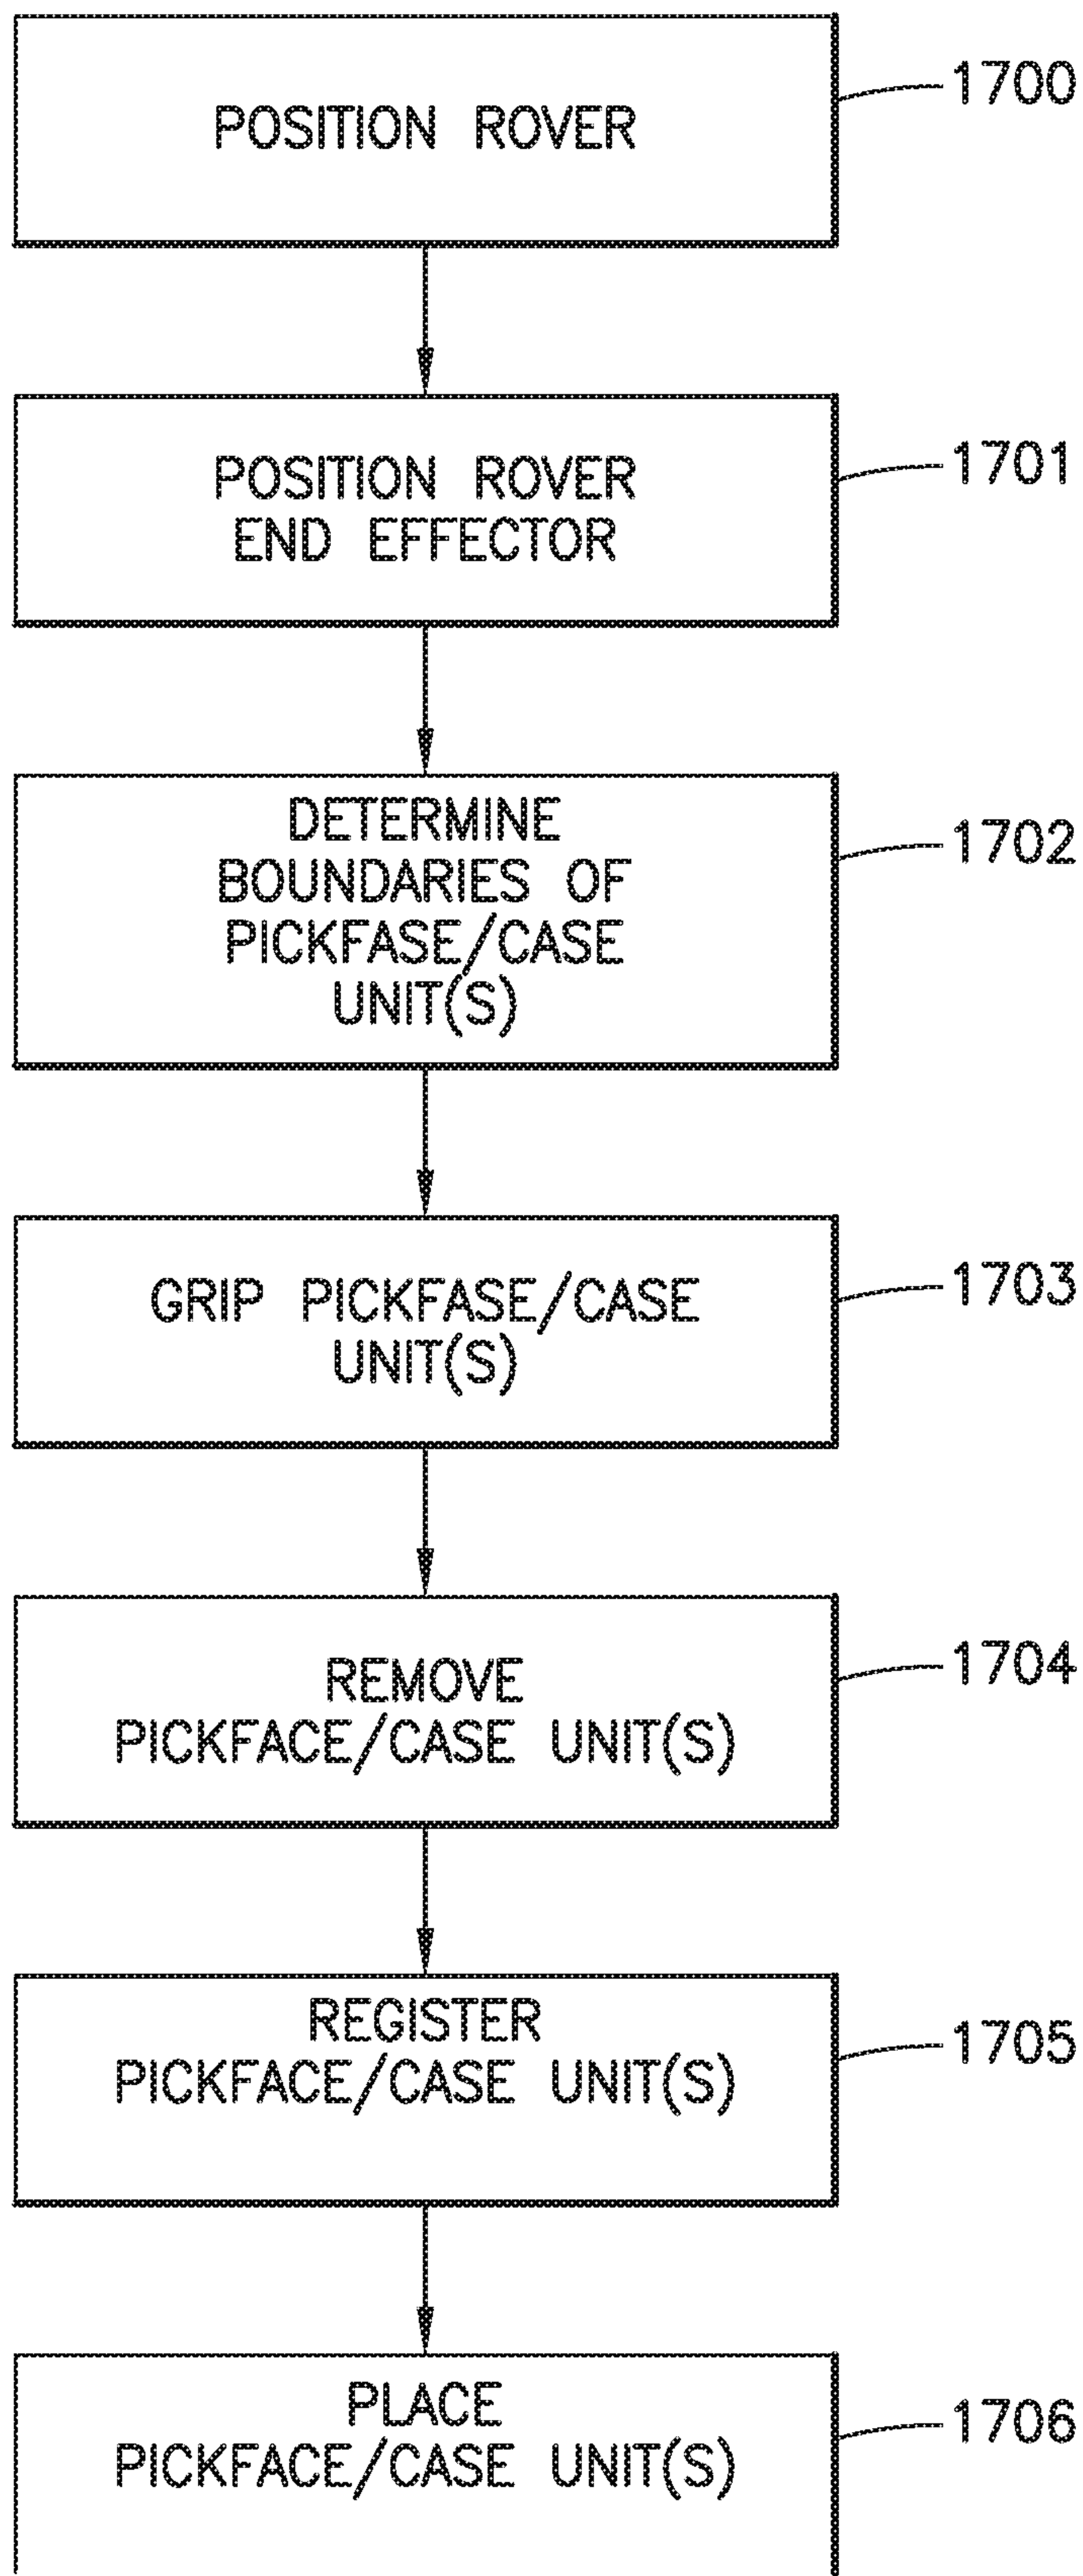 POSITION ROVER
1700
POSITION ROVER
END EFFECTOR
1701
DETERMINE
BOUNDARIES OF
PICKFASE/CASE
UNIT(S)
1702
GRIP PICKFASE/CASE
UNIT(S)
1703
REMOVE
PICKFACE/CASE UNIT(S)
1704
REGISTER
PICKFACE/CASE UNIT(S)
1705
PLACE
PICKFACE/CASE UNIT(S)
1706